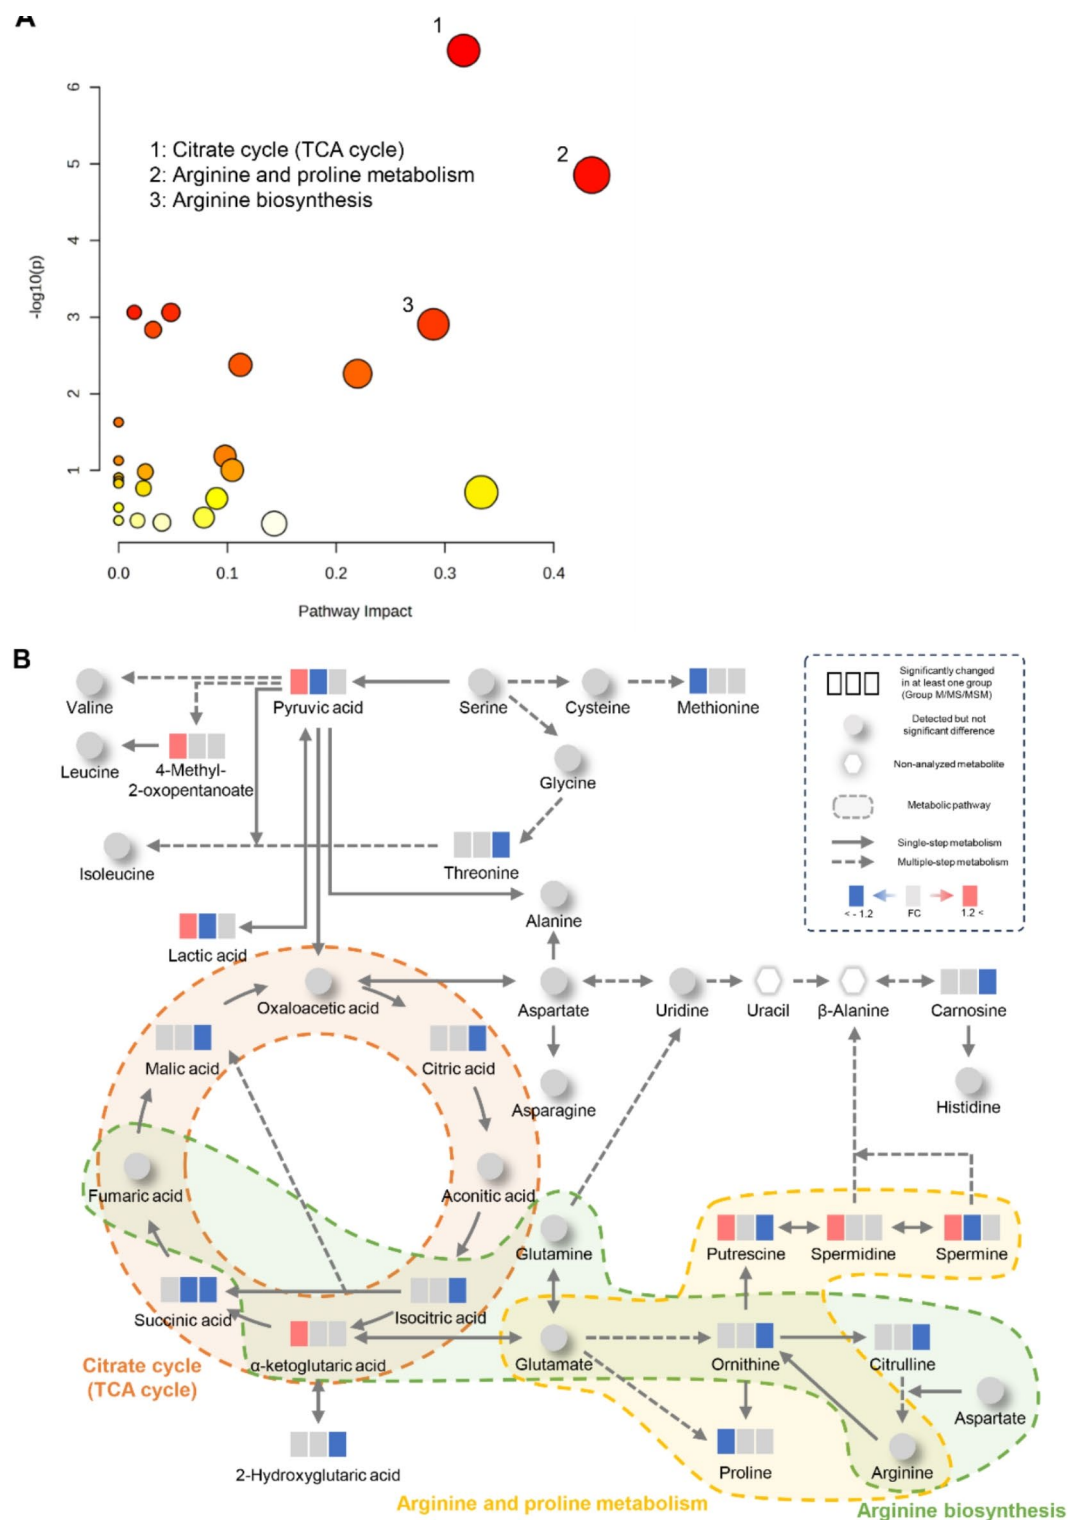 A
1
6
1: Citrate cycle (TCA cycle)
2: Arginine and proline metabolism
3: Arginine biosynthesis
5
2
4
-log10(p)
3
3
2
1
0.0
0.1
0.2
0.3
0.4
Pathway Impact
B
Valine
Pyruvic acid
Serine
Cysteine
Methionine
Significantly changed
in at least one group
(Group M/MS/MSM)
Detected but not
significant difference
Non-analyzed metabolite
Metabolic pathway
Single-step metabolism
Multiple-step metabolism
< - 1.2
FC
1.2 <
Leucine
4-Methyl-
2-oxopentanoate
Glycine
Isoleucine
Threonine
Alanine
Lactic acid
Oxaloacetic acid
Aspartate
Uridine
Uracil
β-Alanine
Carnosine
Malic acid
Citric acid
Asparagine
Histidine
Fumaric acid
Aconitic acid
Glutamine
Putrescine
Spermidine
Spermine
Succinic acid
Isocitric acid
α-ketoglutaric acid
Glutamate
Ornithine
Citrulline
Citrate cycle
(TCA cycle)
Aspartate
2-Hydroxyglutaric acid
Proline
Arginine
Arginine and proline metabolism
Arginine biosynthesis